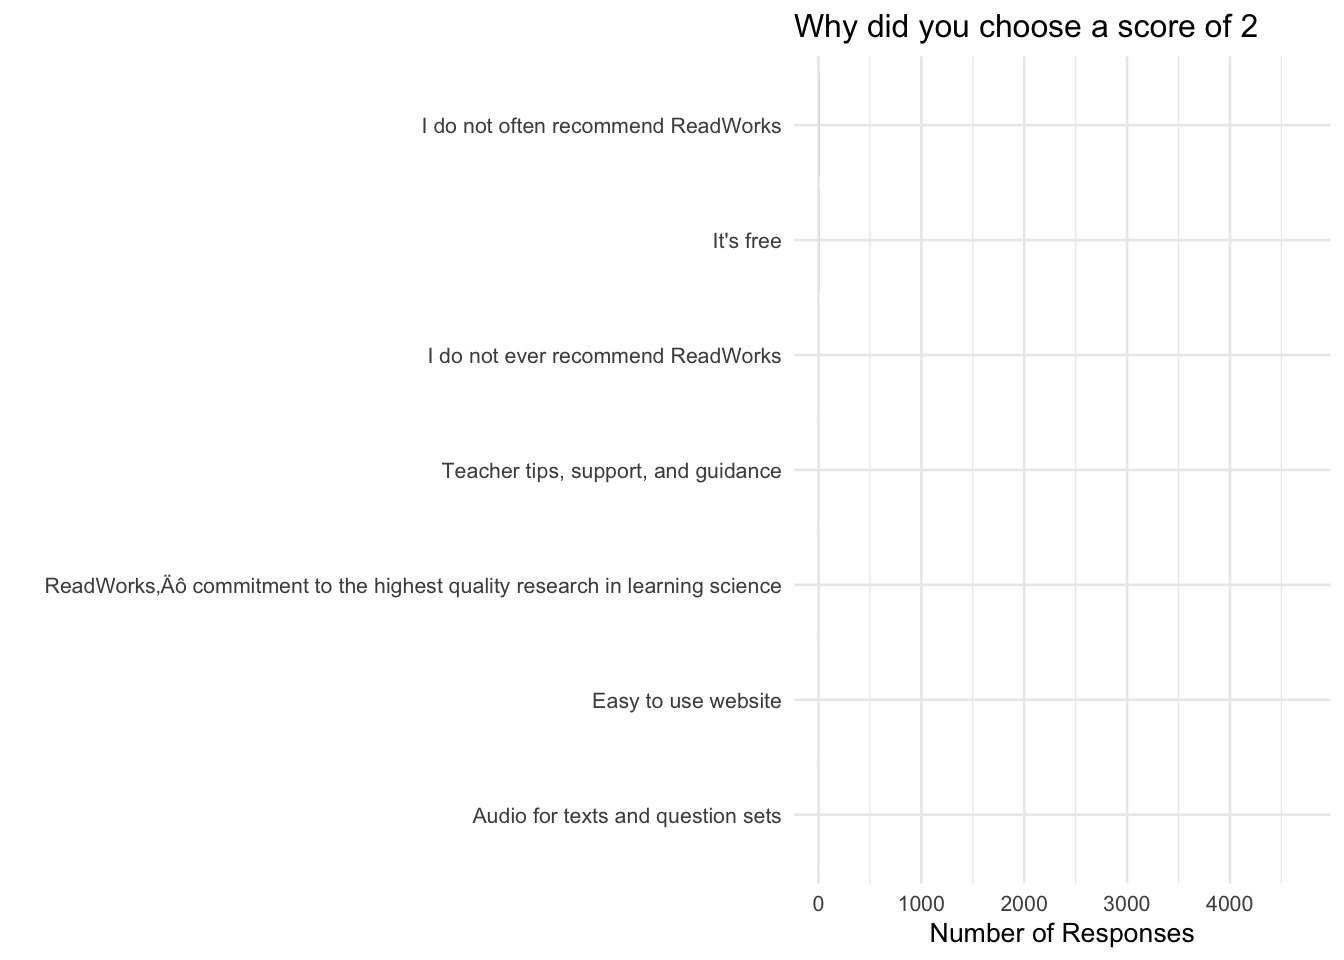 Why did you choose a score of 2
I do not often recommend ReadWorks
It's free
I do not ever recommend ReadWorks
Teacher tips, support, and guidance
ReadWorks‚Äô commitment to the highest quality research in learning science
Easy to use website
Audio for texts and question sets
0 1000 2000 3000 4000
Number of Responses